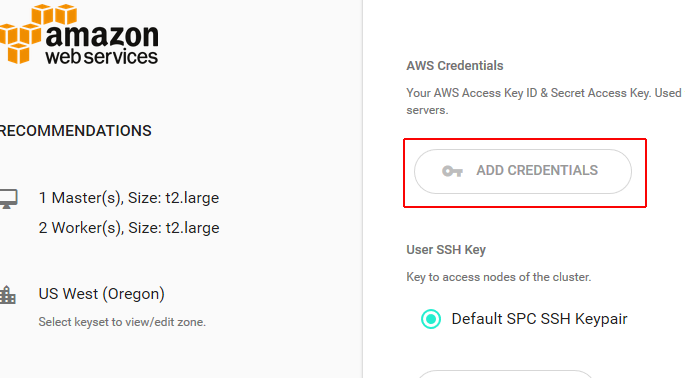 amazon
web services
RECOMMENDATIONS
1 Master(s), Size: t2.large
2 Worker(s), Size: t2.large
US West (Oregon)
Select keyset to view/edit zone.
AWS Credentials
Your AWS Access Key ID & Secret Access Key. Used
servers.
ADD CREDENTIALS
User SSH Key
Key to access nodes of the cluster.
Default SPC SSH Keypair